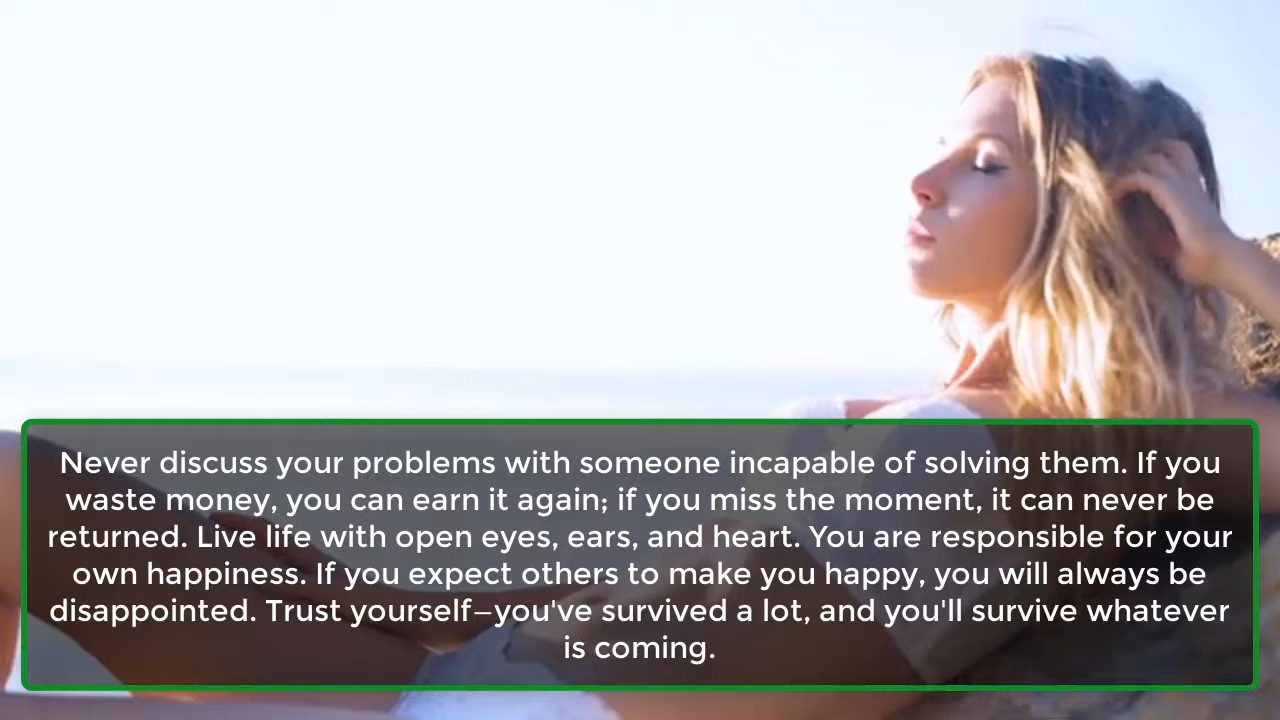 Never discuss your problems with someone incapable of solving them. If you
waste money, you can earn it again; if you miss the moment, it can never be
returned. Live life with open eyes, ears, and heart. You are responsible for your
own happiness. If you expect others to make you happy, you will always be
disappointed. Trust yourself—you've survived a lot, and you'll survive whatever
is coming.